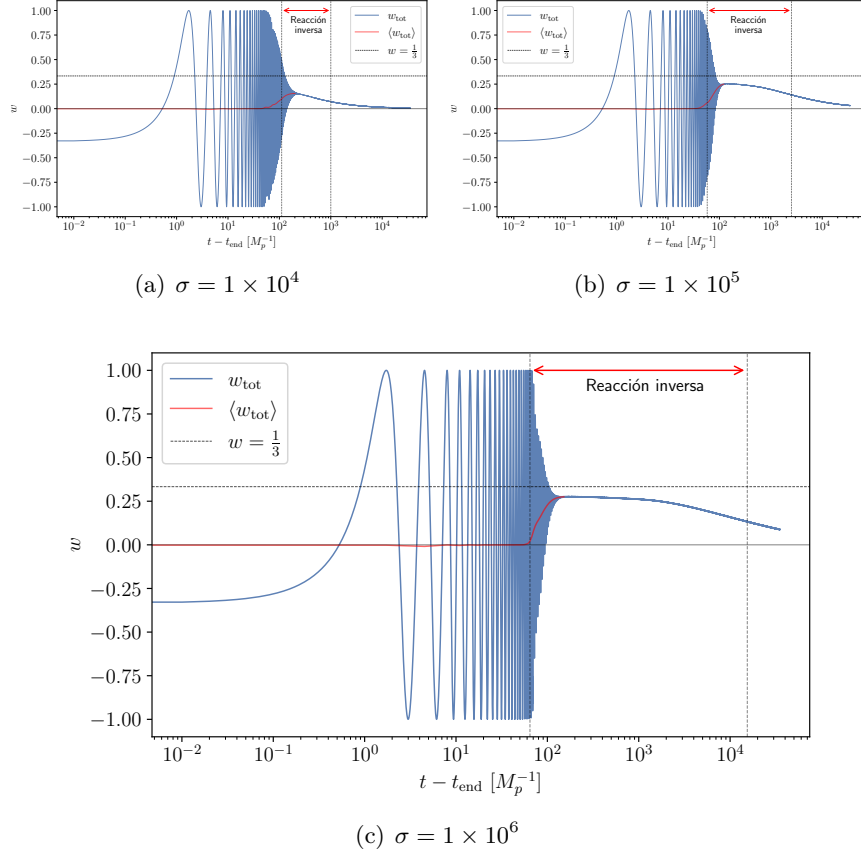 1.00
0.75
0.50
0.25
0.00
−0.25
−0.50
−0.75
−1.00
w
Reacción
inversa
w_tot
⟨w_tot⟩
w = 1/3
10^−2 10^−1 10^0 10^1 10^2 10^3 10^4
t − t_end [M_p^−1]
(a) σ = 1 × 10^4
1.00
0.75
0.50
0.25
0.00
−0.25
−0.50
−0.75
−1.00
w
Reacción
inversa
w_tot
⟨w_tot⟩
w = 1/3
10^−2 10^−1 10^0 10^1 10^2 10^3 10^4
t − t_end [M_p^−1]
(b) σ = 1 × 10^5
1.00
0.75
0.50
0.25
0.00
−0.25
−0.50
−0.75
−1.00
w
w_tot
⟨w_tot⟩
w = 1/3
Reacción inversa
10^−2 10^−1 10^0 10^1 10^2 10^3 10^4
t − t_end [M_p^−1]
(c) σ = 1 × 10^6